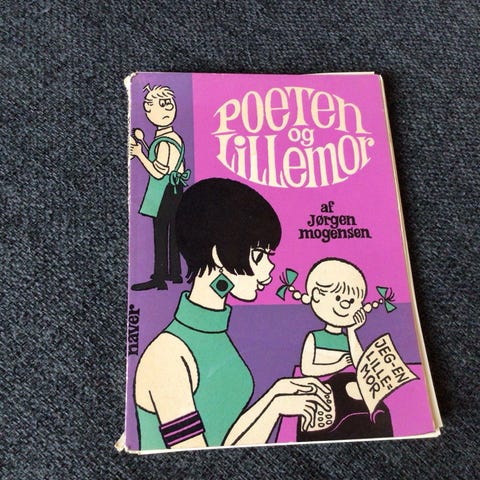 POETEN
og
LILLEMOR
af
Jørgen
mogensen
JEG-EN
LILLE=
MOR
naver